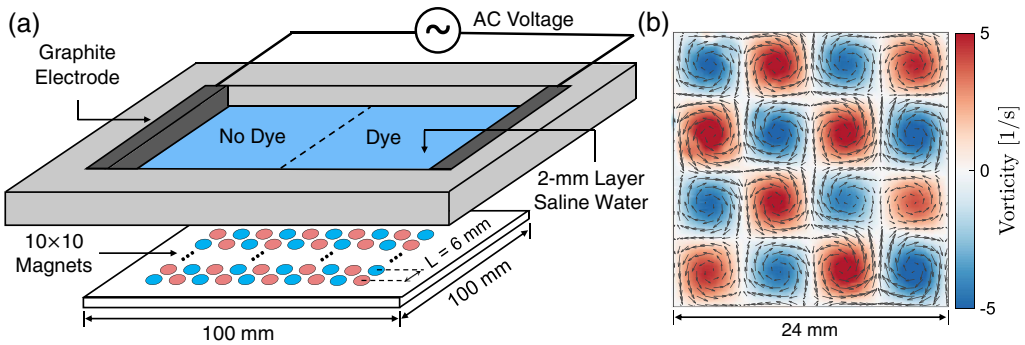 (a)
AC Voltage
~
Graphite
Electrode
No Dye
Dye
2-mm Layer
Saline Water
10×10
Magnets
L = 6 mm
100 mm
100 mm
(b)
5
0
-5
Vorticity [1/s]
24 mm